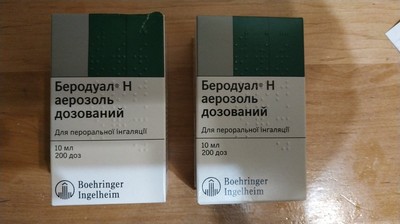 Беродуал® Н
аерозоль
дозований
Для пероральної інгаляції
10 мл
200 доз
Boehringer
Ingelheim
Беродуал® Н
аерозоль
дозований
Для пероральної інгаляції
10 мл
200 доз
Boehringer
Ingelheim